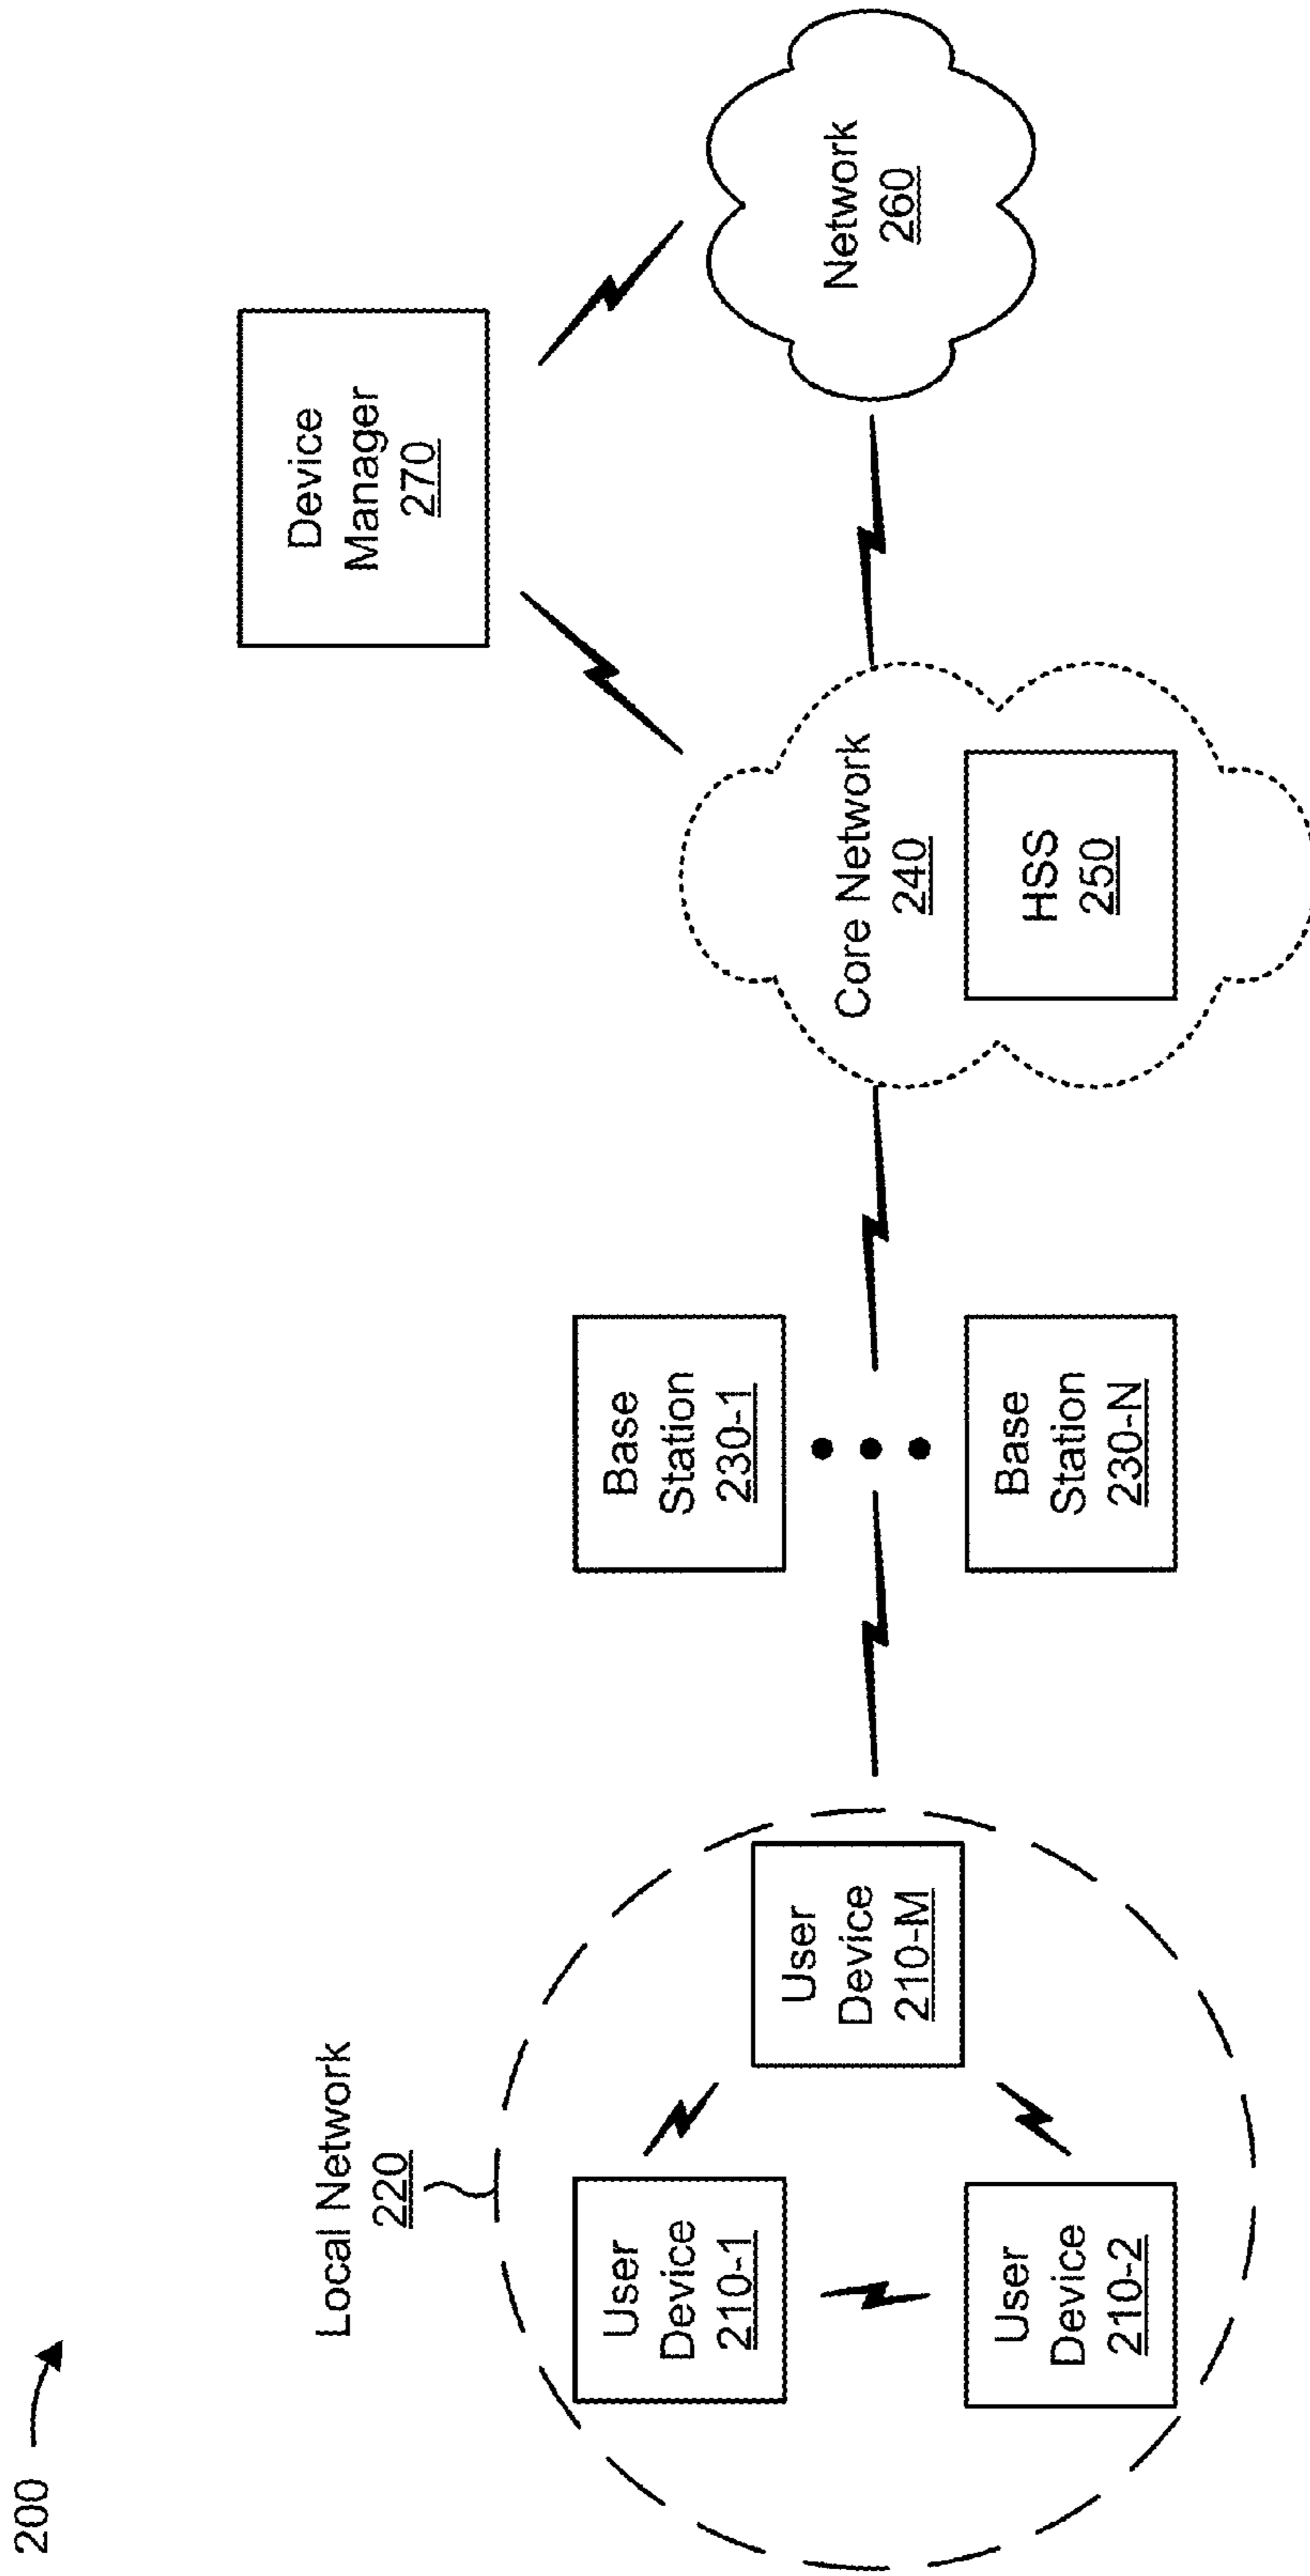 200
Local Network
220
User
Device
210-1
User
Device
210-2
User
Device
210-M
Base
Station
230-1
Base
Station
230-N
Core Network
240
HSS
250
Device
Manager
270
Network
260